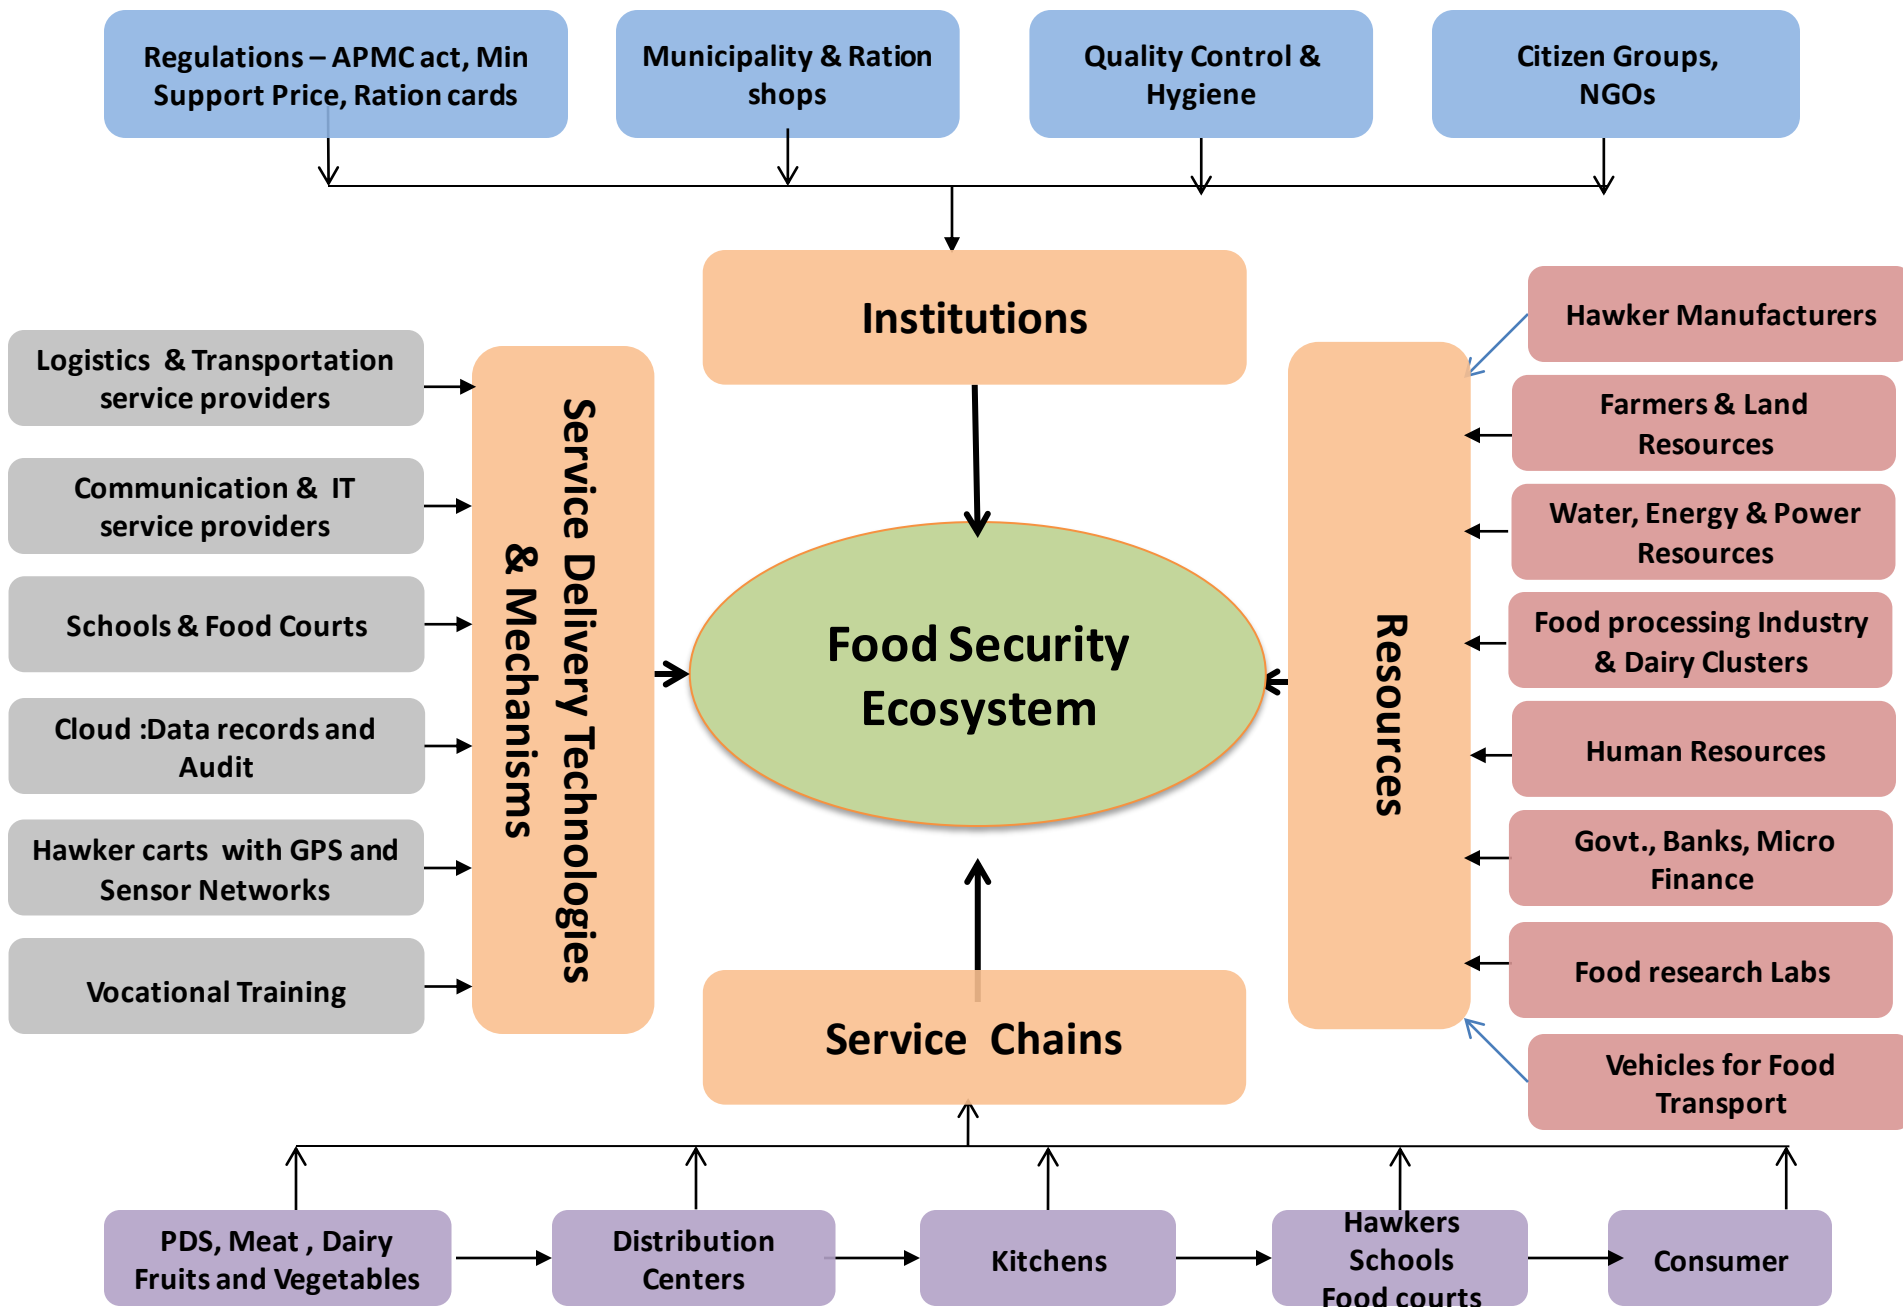 Regulations – APMC act, Min
Support Price, Ration cards
Municipality & Ration
shops
Quality Control &
Hygiene
Citizen Groups,
NGOs
Institutions
Logistics & Transportation
service providers
Communication & IT
service providers
Schools & Food Courts
Cloud :Data records and
Audit
Hawker carts with GPS and
Sensor Networks
Vocational Training
Service Delivery Technologies
& Mechanisms
Food Security
Ecosystem
Resources
Hawker Manufacturers
Farmers & Land
Resources
Water, Energy & Power
Resources
Food processing Industry
& Dairy Clusters
Human Resources
Govt., Banks, Micro
Finance
Food research Labs
Vehicles for Food
Transport
Service Chains
PDS, Meat , Dairy
Fruits and Vegetables
Distribution
Centers
Kitchens
Hawkers
Schools
Food courts
Consumer